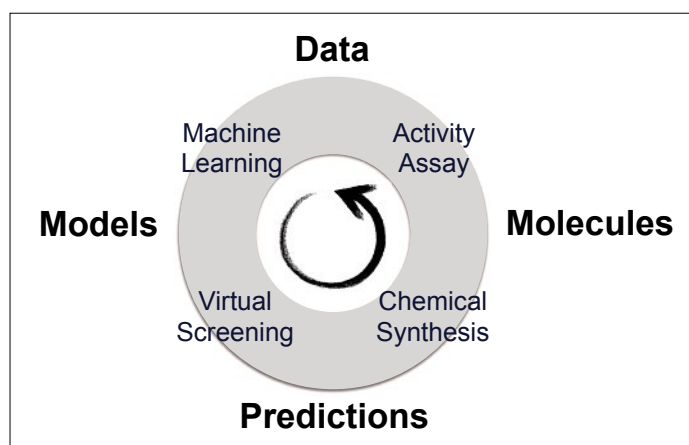 Data
Machine
Learning
Activity
Assay
Models
Molecules
Virtual
Screening
Chemical
Synthesis
Predictions